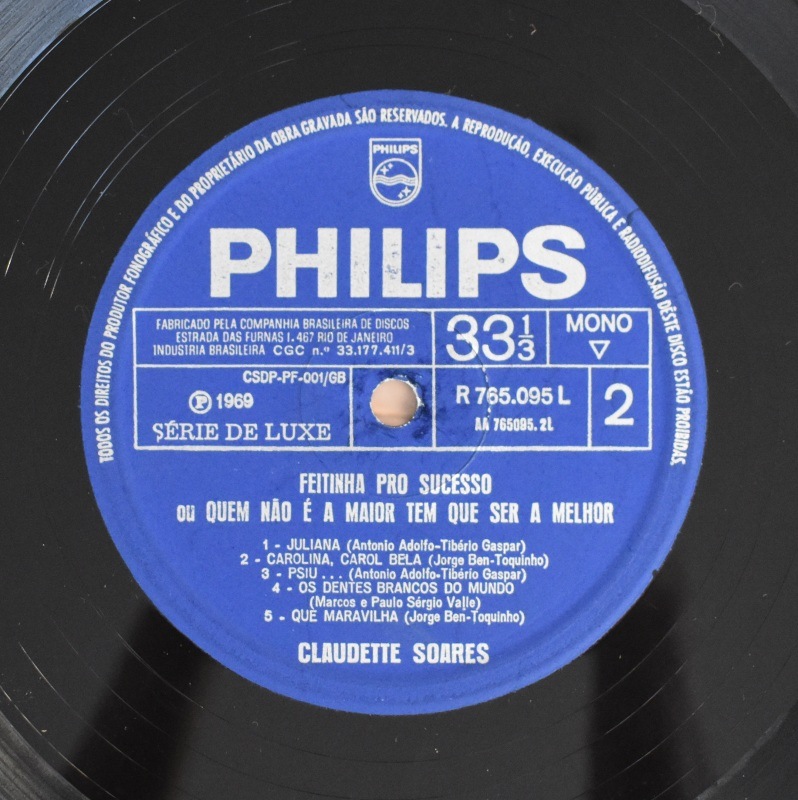 TODOS OS DIREITOS DO PRODUTOR FONOGRÁFICO E DO PROPRIETÁRIO DA OBRA GRAVADA SÃO RESERVADOS. A REPRODUÇÃO, EXECUÇÃO PÚBLICA E RADIODIFUSÃO DÊSTE DISCO ESTÃO PROIBIDAS.
PHILIPS
PHILIPS
FABRICADO PELA COMPANHIA BRASILEIRA DE DISCOS
ESTRADA DAS FURNAS 1.467 RIO DE JANEIRO
INDUSTRIA BRASILEIRA CGC n.º 33.177.411/3
33 1/3
MONO
CSDP-PF-001/GB
Ⓟ 1969
SÉRIE DE LUXE
R 765.095 L
AA 765095.2L
2
FEITINHA PRO SUCESSO
ou QUEM NÃO É A MAIOR TEM QUE SER A MELHOR
1 - JULIANA (Antonio Adolfo-Tibério Gaspar)
2 - CAROLINA, CAROL BELA (Jorge Ben-Toquinho)
3 - PSIU... (Antonio Adolfo-Tibério Gaspar)
4 - OS DENTES BRANCOS DO MUNDO
(Marcos e Paulo Sérgio Valle)
5 - QUE MARAVILHA (Jorge Ben-Toquinho)
CLAUDETTE SOARES